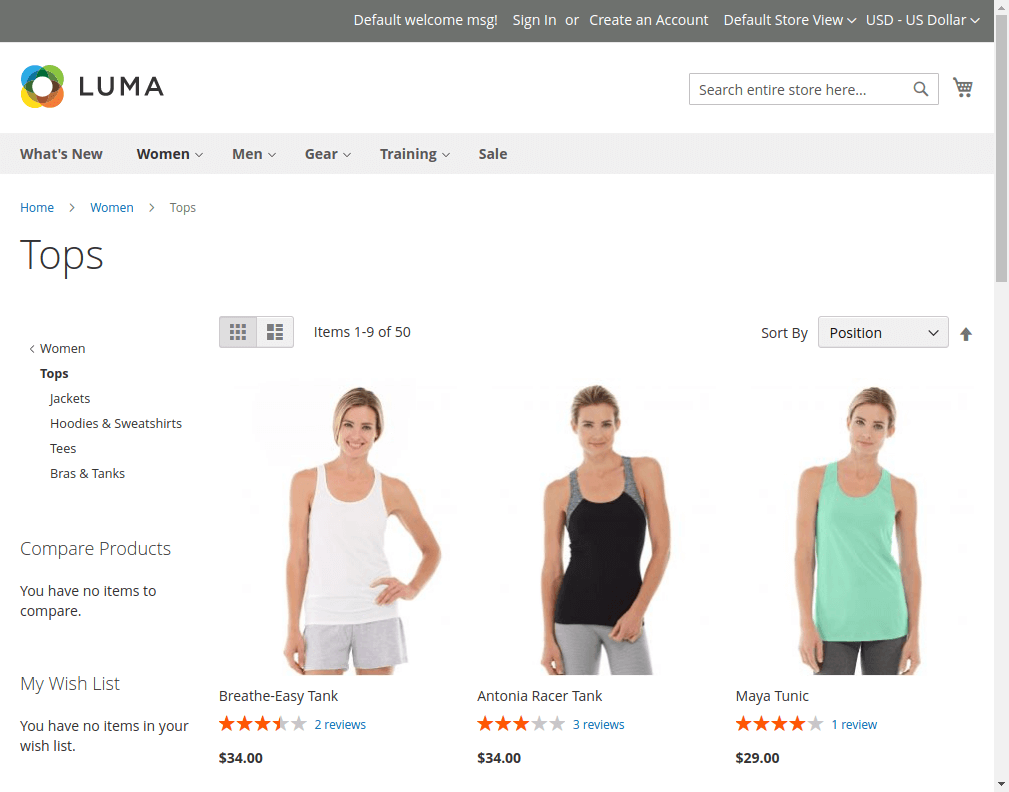 Default welcome msg! Sign In or Create an Account Default Store View USD - US Dollar
LUMA
Search entire store here...
What's New Women Men Gear Training Sale
Home > Women > Tops
Tops
Items 1-9 of 50
Sort By Position
< Women
Tops
Jackets
Hoodies & Sweatshirts
Tees
Bras & Tanks
Compare Products
You have no items to
compare.
My Wish List
You have no items in your
wish list.
Breathe-Easy Tank
2 reviews
$34.00
Antonia Racer Tank
3 reviews
$34.00
Maya Tunic
1 review
$29.00